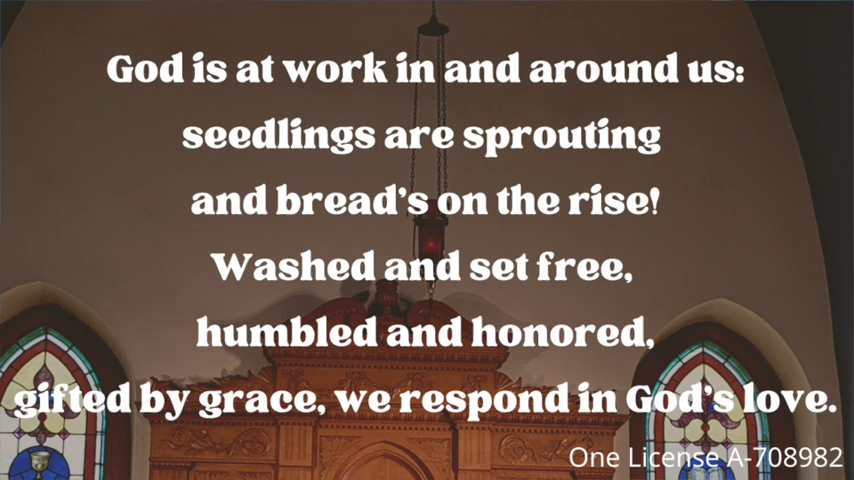 God is at work in and around us:
seedlings are sprouting
and bread's on the rise!
Washed and set free,
humbled and honored,
gifted by grace, we respond in God's love.
One License A-708982